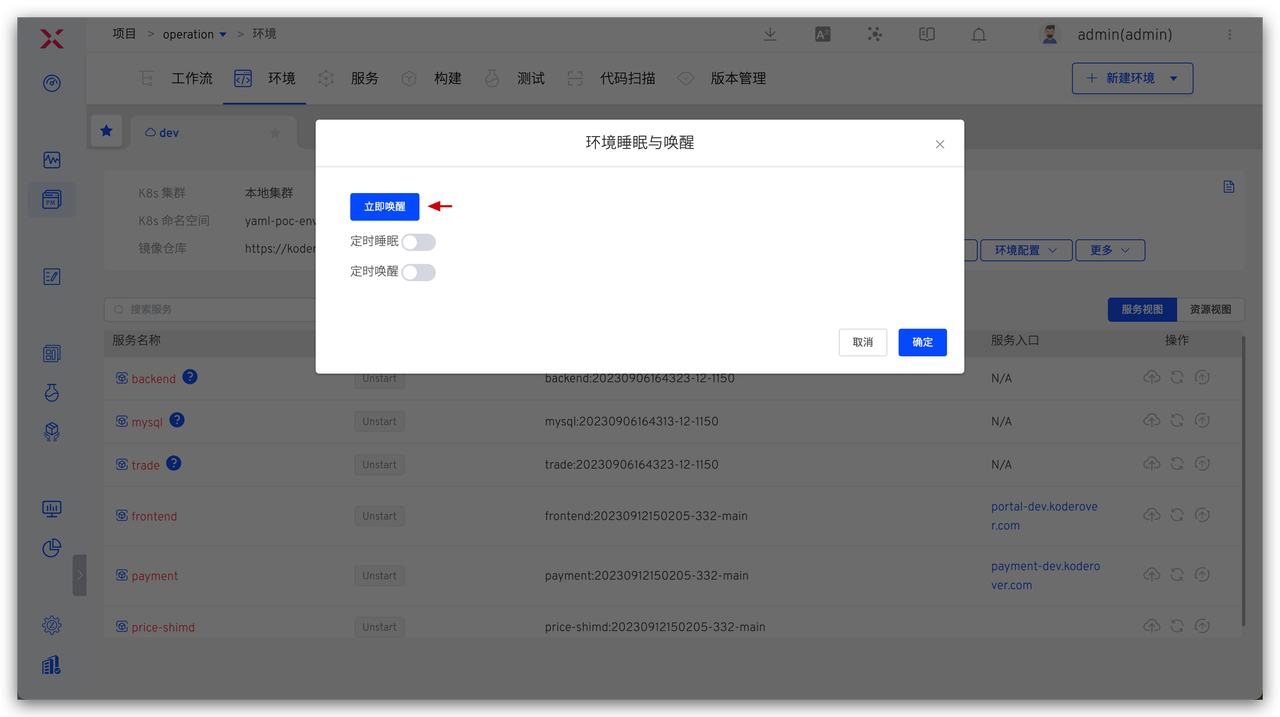 项目 > operation > 环境
admin(admin)
工作流 环境 服务 构建 测试 代码扫描 版本管理
+ 新建环境
dev
环境睡眠与唤醒
K8s 集群 本地集群
立即唤醒
K8s 命名空间 yaml-poc-env
定时睡眠
镜像仓库 https://koder
环境配置 更多
定时唤醒
搜索服务
服务视图 资源视图
取消 确定
服务名称 服务入口 操作
backend ? Unstart backend:20230906164323-12-1150 N/A
mysql ? Unstart mysql:20230906164313-12-1150 N/A
trade ? Unstart trade:20230906164323-12-1150 N/A
frontend Unstart frontend:20230912150205-332-main portal-dev.koderove
r.com
payment Unstart payment:20230912150205-332-main payment-dev.kodero
ver.com
price-shimd Unstart price-shimd:20230912150205-332-main